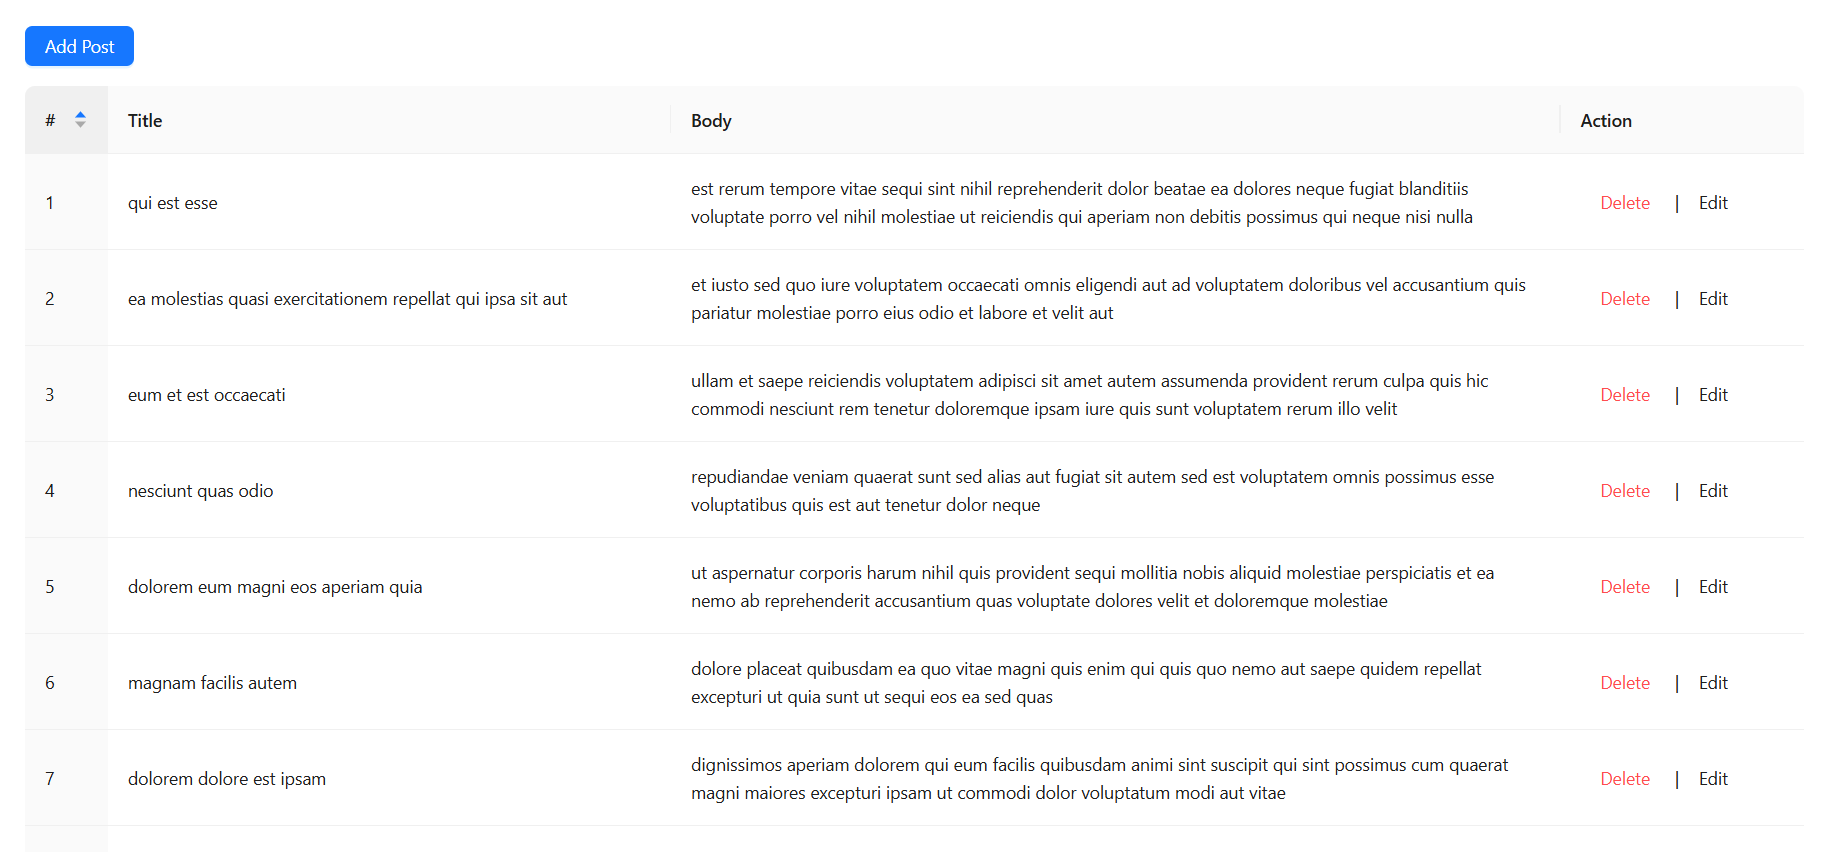 Add Post
# Title Body Action
1 qui est esse est rerum tempore vitae sequi sint nihil reprehenderit dolor beatae ea dolores neque fugiat blanditiis
voluptate porro vel nihil molestiae ut reiciendis qui aperiam non debitis possimus qui neque nisi nulla Delete | Edit
2 ea molestias quasi exercitationem repellat qui ipsa sit aut et iusto sed quo iure voluptatem occaecati omnis eligendi aut ad voluptatem doloribus vel accusantium quis
pariatur molestiae porro eius odio et labore et velit aut Delete | Edit
3 eum et est occaecati ullam et saepe reiciendis voluptatem adipisci sit amet autem assumenda provident rerum culpa quis hic
commodi nesciunt rem tenetur doloremque ipsam iure quis sunt voluptatem rerum illo velit Delete | Edit
4 nesciunt quas odio repudiandae veniam quaerat sunt sed alias aut fugiat sit autem sed est voluptatem omnis possimus esse
voluptatibus quis est aut tenetur dolor neque Delete | Edit
5 dolorem eum magni eos aperiam quia ut aspernatur corporis harum nihil quis provident sequi mollitia nobis aliquid molestiae perspiciatis et ea
nemo ab reprehenderit accusantium quas voluptate dolores velit et doloremque molestiae Delete | Edit
6 magnam facilis autem dolore placeat quibusdam ea quo vitae magni quis enim qui quis quo nemo aut saepe quidem repellat
excepturi ut quia sunt ut sequi eos ea sed quas Delete | Edit
7 dolorem dolore est ipsam dignissimos aperiam dolorem qui eum facilis quibusdam animi sint suscipit qui sint possimus cum quaerat
magni maiores excepturi ipsam ut commodi dolor voluptatum modi aut vitae Delete | Edit